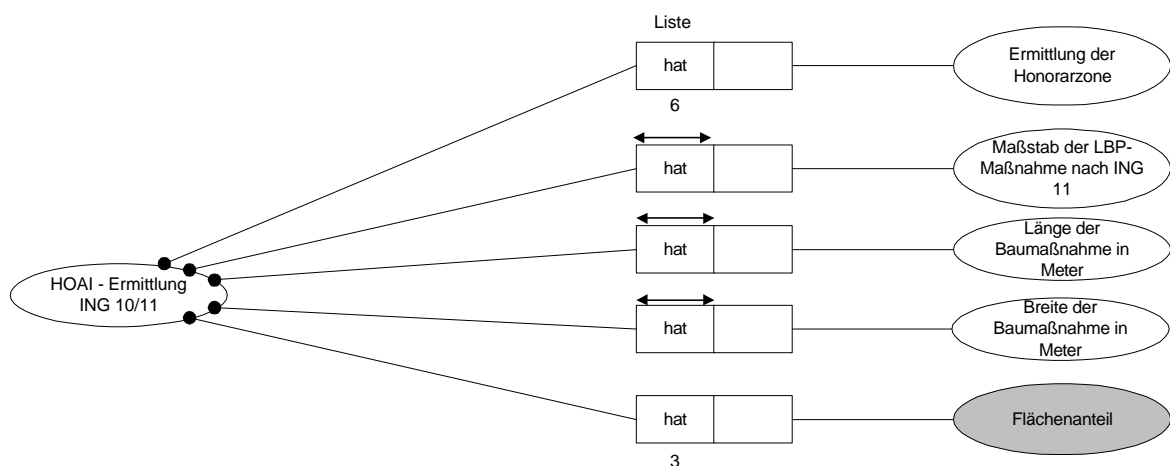 Liste
hat
Ermittlung der
Honorarzone
6
hat
Maßstab der LBP-
Maßnahme nach ING
11
hat
Länge der
Baumaßnahme in
Meter
HOAI - Ermittlung
ING 10/11
hat
Breite der
Baumaßnahme in
Meter
hat
Flächenanteil
3